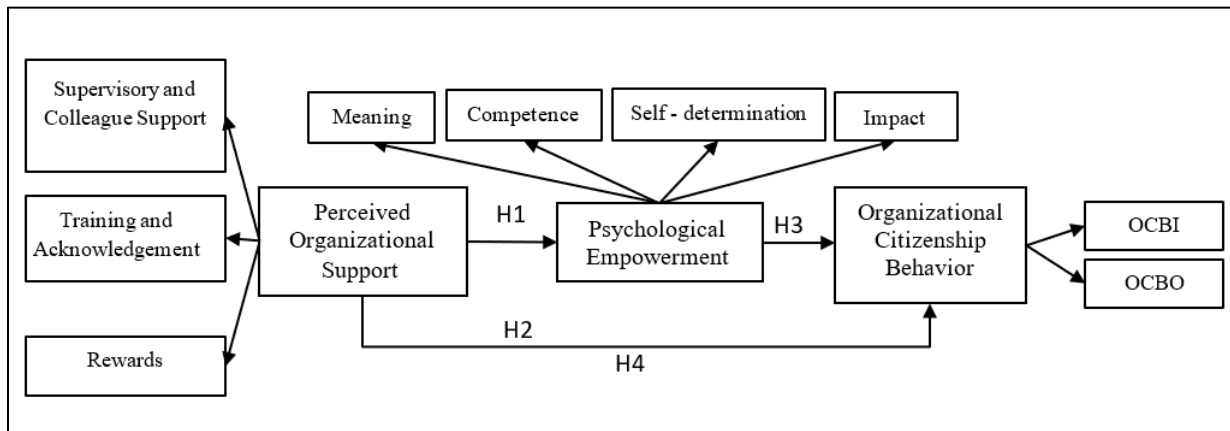 Supervisory and
Colleague Support
Meaning
Competence
Self - determination
Impact
Training and
Acknowledgement
Perceived
Organizational
Support
H1
Psychological
Empowerment
H3
Organizational
Citizenship
Behavior
OCBI
OCBO
H2
H4
Rewards